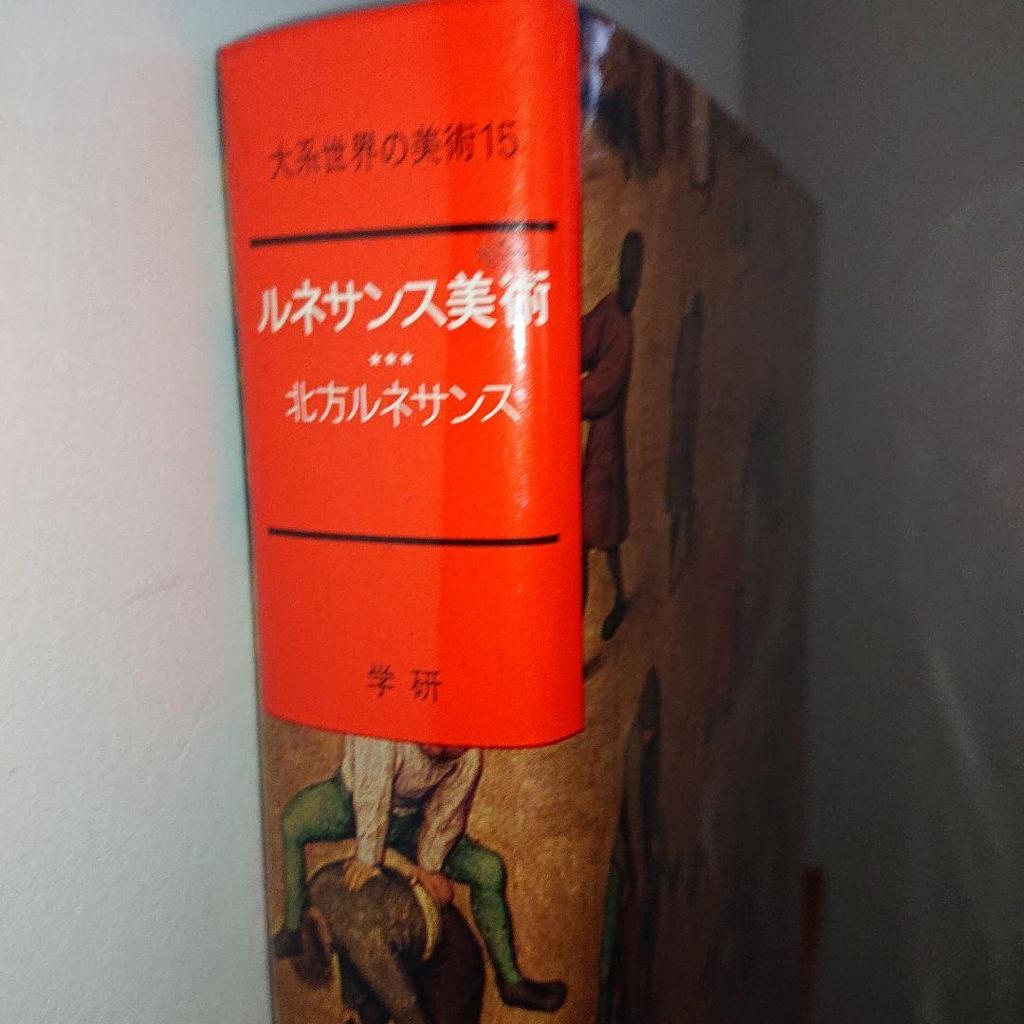 大系世界の美術15
ルネサンス美術
***
北方ルネサンス
学研